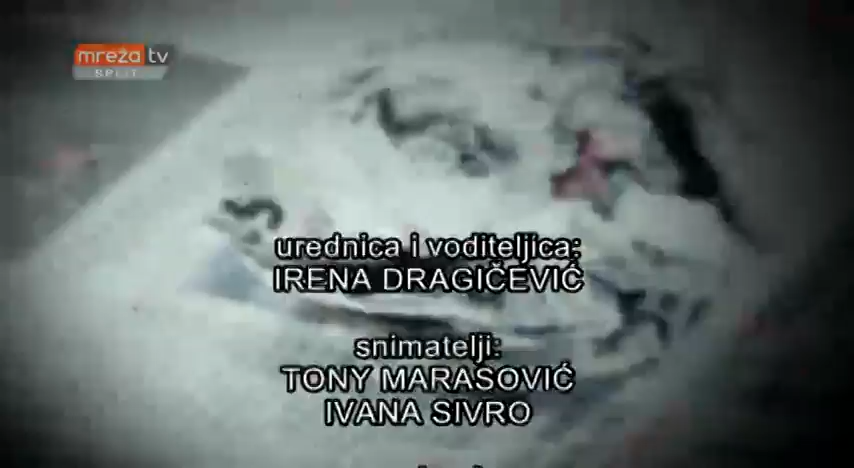 mreža tv
SPLIT
urednica i voditeljica:
IRENA DRAGIČEVIĆ
snimatelji:
TONY MARASOVIĆ
IVANA SIVRO